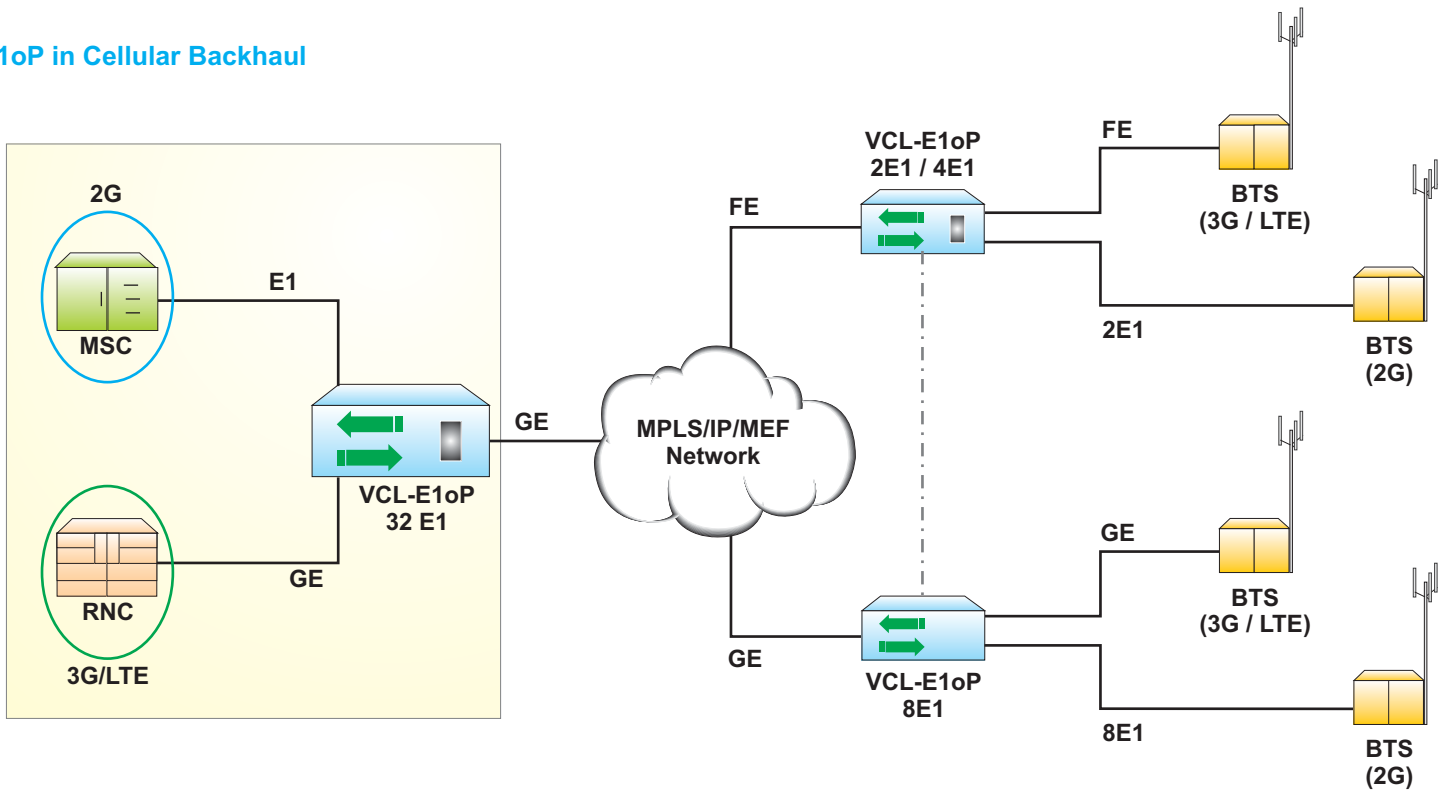 1oP in Cellular Backhaul
2G
MSC
E1
VCL-E1oP
32 E1
GE
RNC
GE
3G/LTE
MPLS/IP/MEF
Network
FE
VCL-E1oP
2E1 / 4E1
FE
BTS
(3G / LTE)
2E1
BTS
(2G)
GE
VCL-E1oP
8E1
GE
BTS
(3G / LTE)
8E1
BTS
(2G)